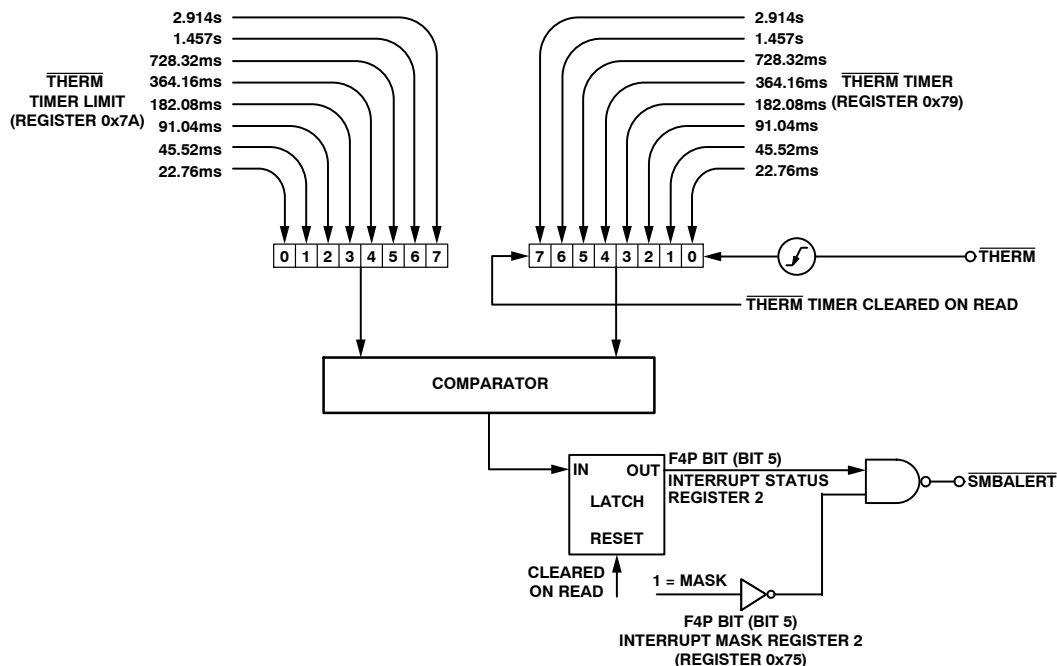 2.914s
1.457s
728.32ms
364.16ms
182.08ms
91.04ms
45.52ms
22.76ms
THERM
TIMER LIMIT
(REGISTER 0x7A)
2.914s
1.457s
728.32ms
364.16ms
182.08ms
91.04ms
45.52ms
22.76ms
THERM TIMER
(REGISTER 0x79)
0 1 2 3 4 5 6 7
7 6 5 4 3 2 1 0
THERM
THERM TIMER CLEARED ON READ
COMPARATOR
IN OUT
LATCH
RESET
F4P BIT (BIT 5)
INTERRUPT STATUS
REGISTER 2
SMBALERT
CLEARED
ON READ
1 = MASK
F4P BIT (BIT 5)
INTERRUPT MASK REGISTER 2
(REGISTER 0x75)